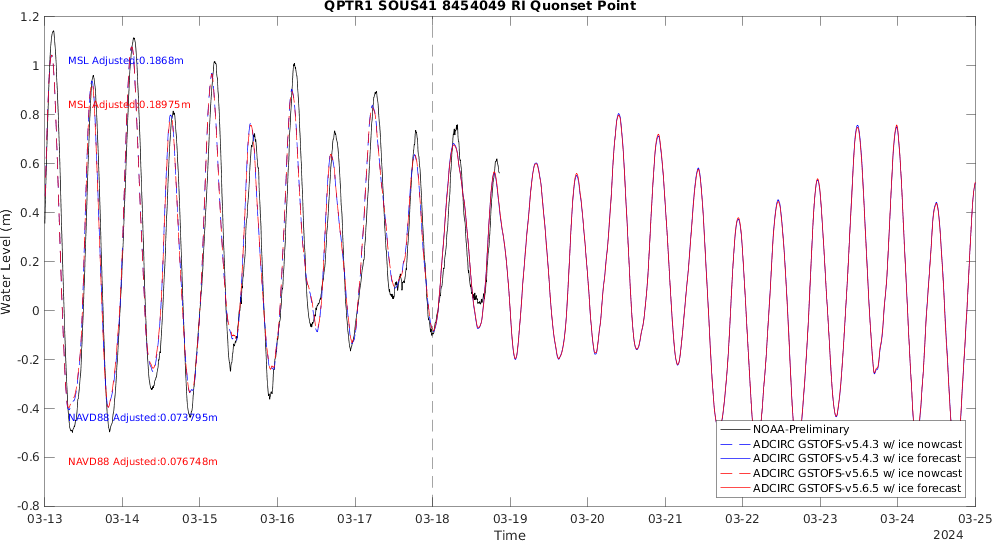 QPTR1 SOUS41 8454049 RI Quonset Point
1.2
1
0.8
0.6
0.4
0.2
0
-0.2
-0.4
-0.6
-0.8
Water Level (m)
MSL Adjusted:0.1868m
MSL Adjusted:0.18975m
NAVD88 Adjusted:0.073795m
NAVD88 Adjusted:0.076748m
NOAA-Preliminary
ADCIRC GSTOFS-v5.4.3 w/ ice nowcast
ADCIRC GSTOFS-v5.4.3 w/ ice forecast
ADCIRC GSTOFS-v5.6.5 w/ ice nowcast
ADCIRC GSTOFS-v5.6.5 w/ ice forecast
03-13 03-14 03-15 03-16 03-17 03-18 03-19 03-20 03-21 03-22 03-23 03-24 03-25
Time
2024